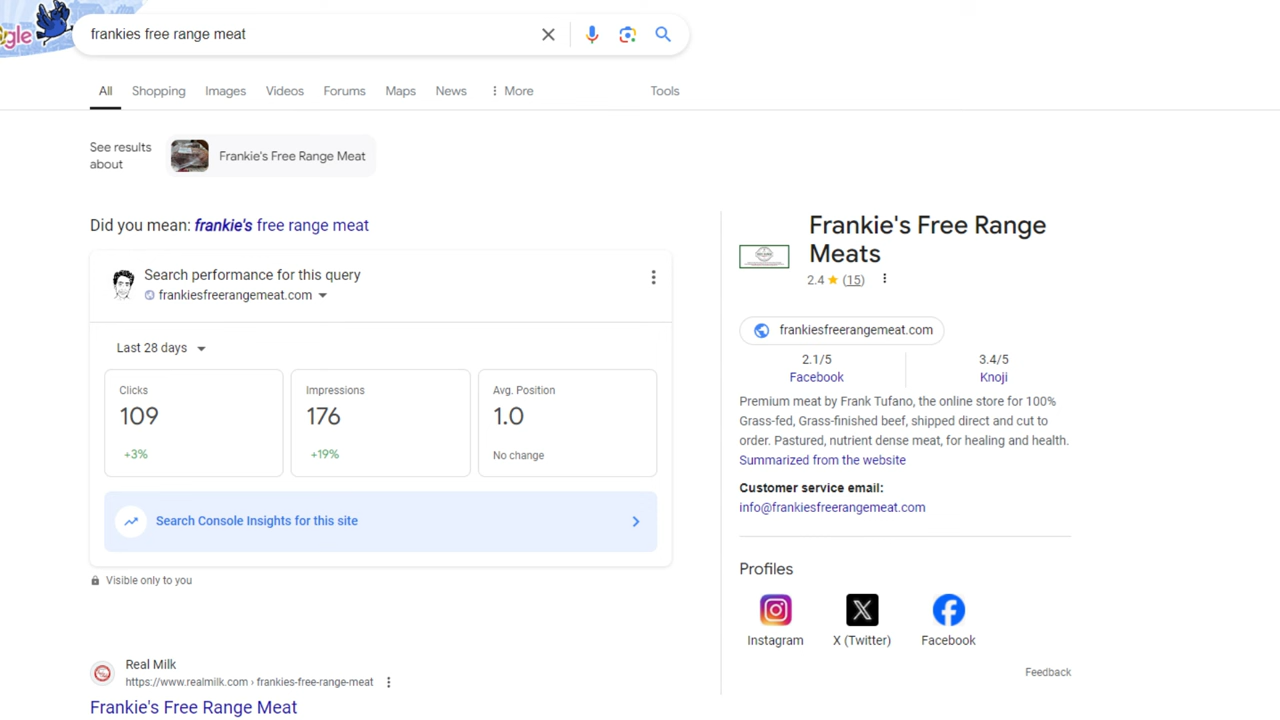 gle
frankies free range meat
All
Shopping
Images
Videos
Forums
Maps
News
More
Tools
See results
about
Frankie's Free Range Meat
Did you mean: frankie's free range meat
Search performance for this query
frankiesfreerangemeat.com
Last 28 days
Clicks
109
+3%
Impressions
176
+19%
Avg. Position
1.0
No change
Search Console Insights for this site
Visible only to you
Real Milk
https://www.realmilk.com › frankies-free-range-meat
Frankie's Free Range Meat
Frankie's Free Range
Meats
2.4 ★ (15)
frankiesfreerangemeat.com
2.1/5
Facebook
3.4/5
Knoji
Premium meat by Frank Tufano, the online store for 100%
Grass-fed, Grass-finished beef, shipped direct and cut to
order. Pastured, nutrient dense meat, for healing and health.
Summarized from the website
Customer service email:
info@frankiesfreerangemeat.com
Profiles
Instagram
X (Twitter)
Facebook
Feedback